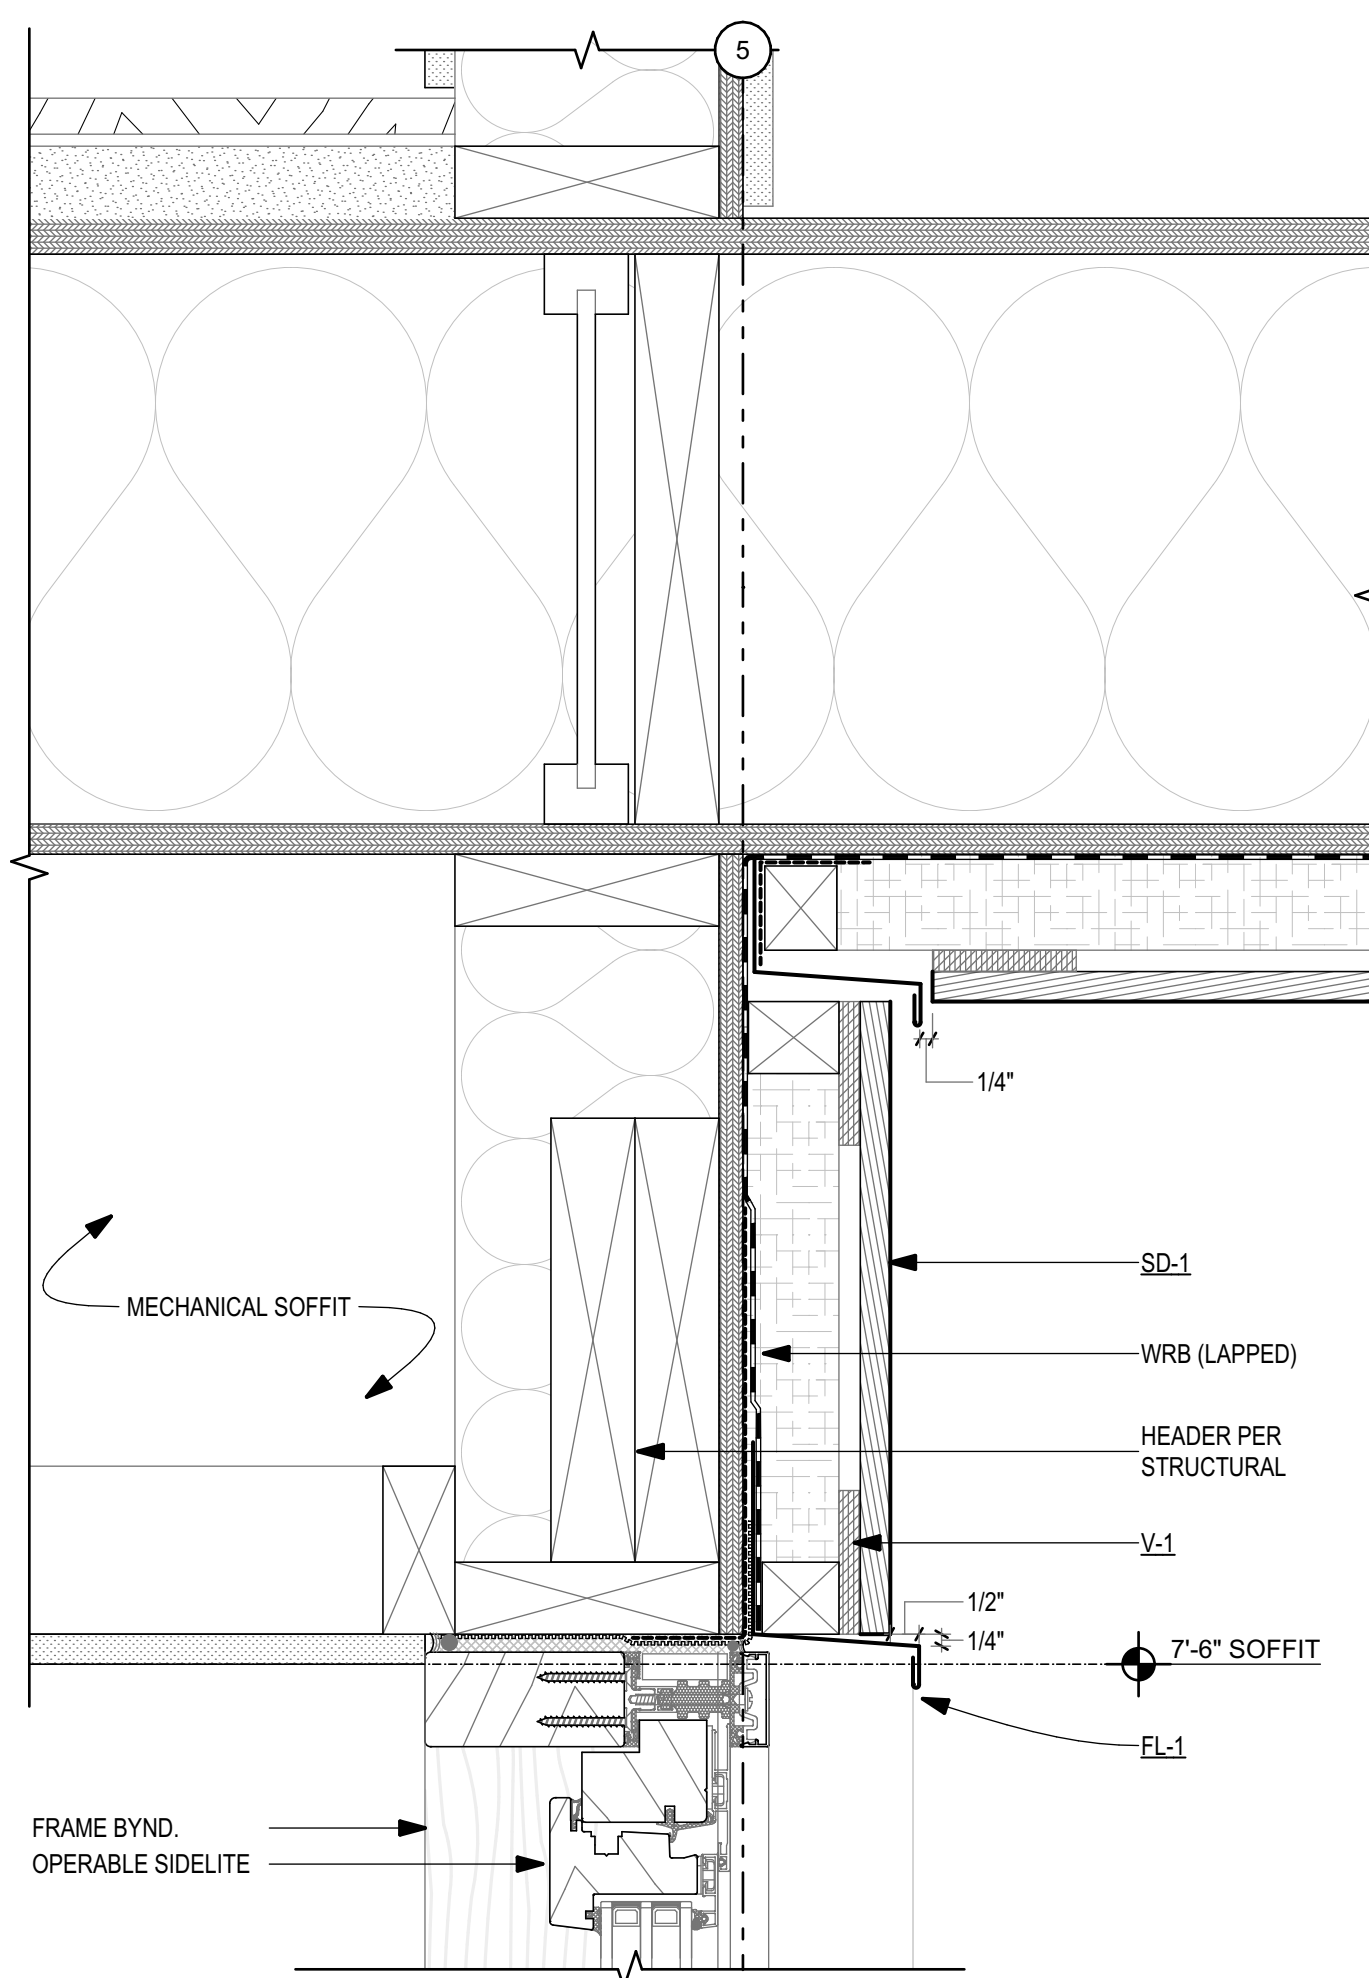 5
1/4"
SD-1
MECHANICAL SOFFIT
WRB (LAPPED)
HEADER PER
STRUCTURAL
V-1
1/2"
1/4"
7'-6" SOFFIT
FL-1
FRAME BYND.
OPERABLE SIDELITE